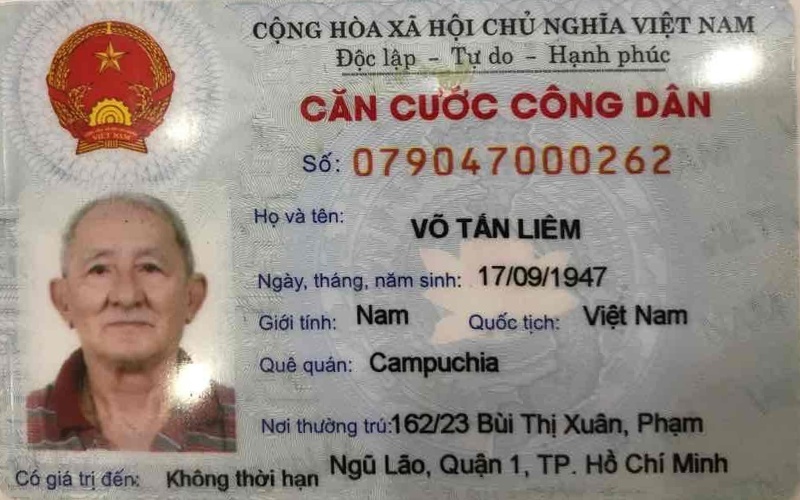 CỘNG HÒA XÃ HỘI CHỦ NGHĨA VIỆT NAM
Độc lập - Tự do - Hạnh phúc
CĂN CƯỚC CÔNG DÂN
Số: 079047000262
Họ và tên: VÕ TẤN LIÊM
Ngày, tháng, năm sinh: 17/09/1947
Giới tính: Nam Quốc tịch: Việt Nam
Quê quán: Campuchia
Nơi thường trú: 162/23 Bùi Thị Xuân, Phạm
Ngũ Lão, Quận 1, TP. Hồ Chí Minh
Có giá trị đến: Không thời hạn